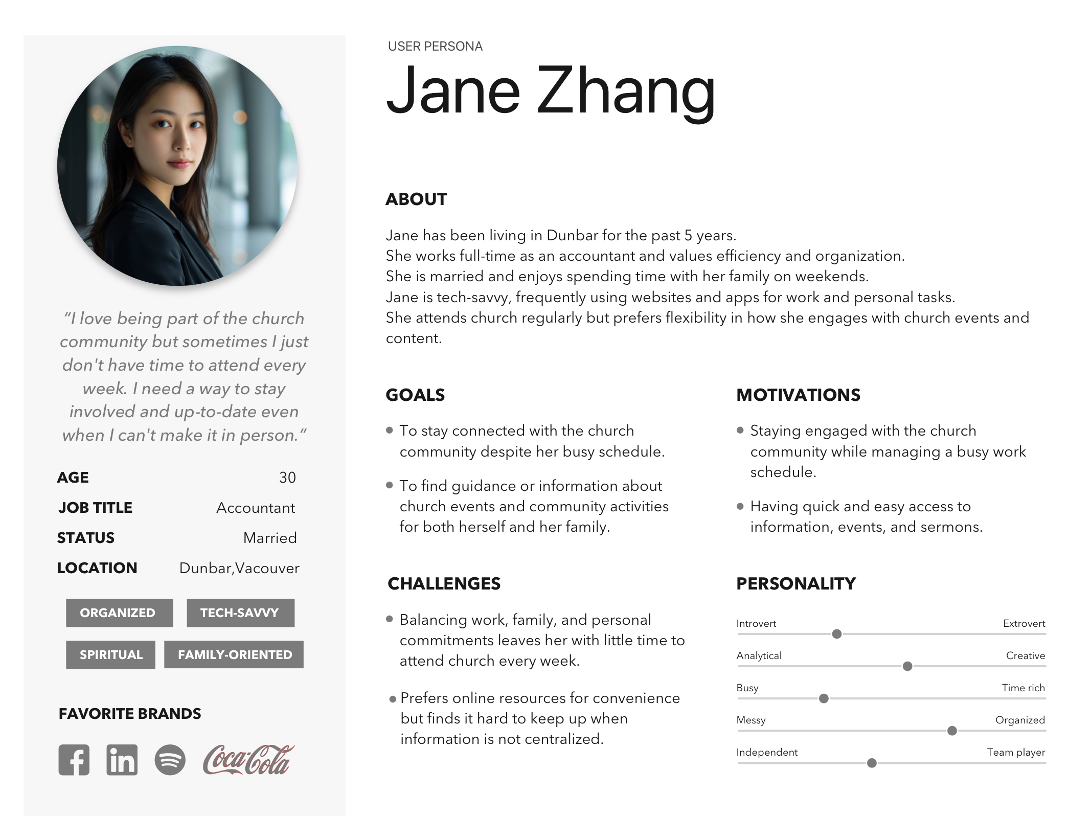 USER PERSONA
Jane Zhang
“I love being part of the church
community but sometimes I just
don't have time to attend every
week. I need a way to stay
involved and up-to-date even
when I can't make it in person.“
AGE 30
JOB TITLE Accountant
STATUS Married
LOCATION Dunbar,Vacouver
ORGANIZED TECH-SAVVY
SPIRITUAL FAMILY-ORIENTED
FAVORITE BRANDS
f in Coca-Cola
ABOUT
Jane has been living in Dunbar for the past 5 years.
She works full-time as an accountant and values efficiency and organization.
She is married and enjoys spending time with her family on weekends.
Jane is tech-savvy, frequently using websites and apps for work and personal tasks.
She attends church regularly but prefers flexibility in how she engages with church events and
content.
GOALS
To stay connected with the church
community despite her busy schedule.
To find guidance or information about
church events and community activities
for both herself and her family.
MOTIVATIONS
Staying engaged with the church
community while managing a busy work
schedule.
Having quick and easy access to
information, events, and sermons.
CHALLENGES
Balancing work, family, and personal
commitments leaves her with little time to
attend church every week.
Prefers online resources for convenience
but finds it hard to keep up when
information is not centralized.
PERSONALITY
Introvert Extrovert
Analytical Creative
Busy Time rich
Messy Organized
Independent Team player